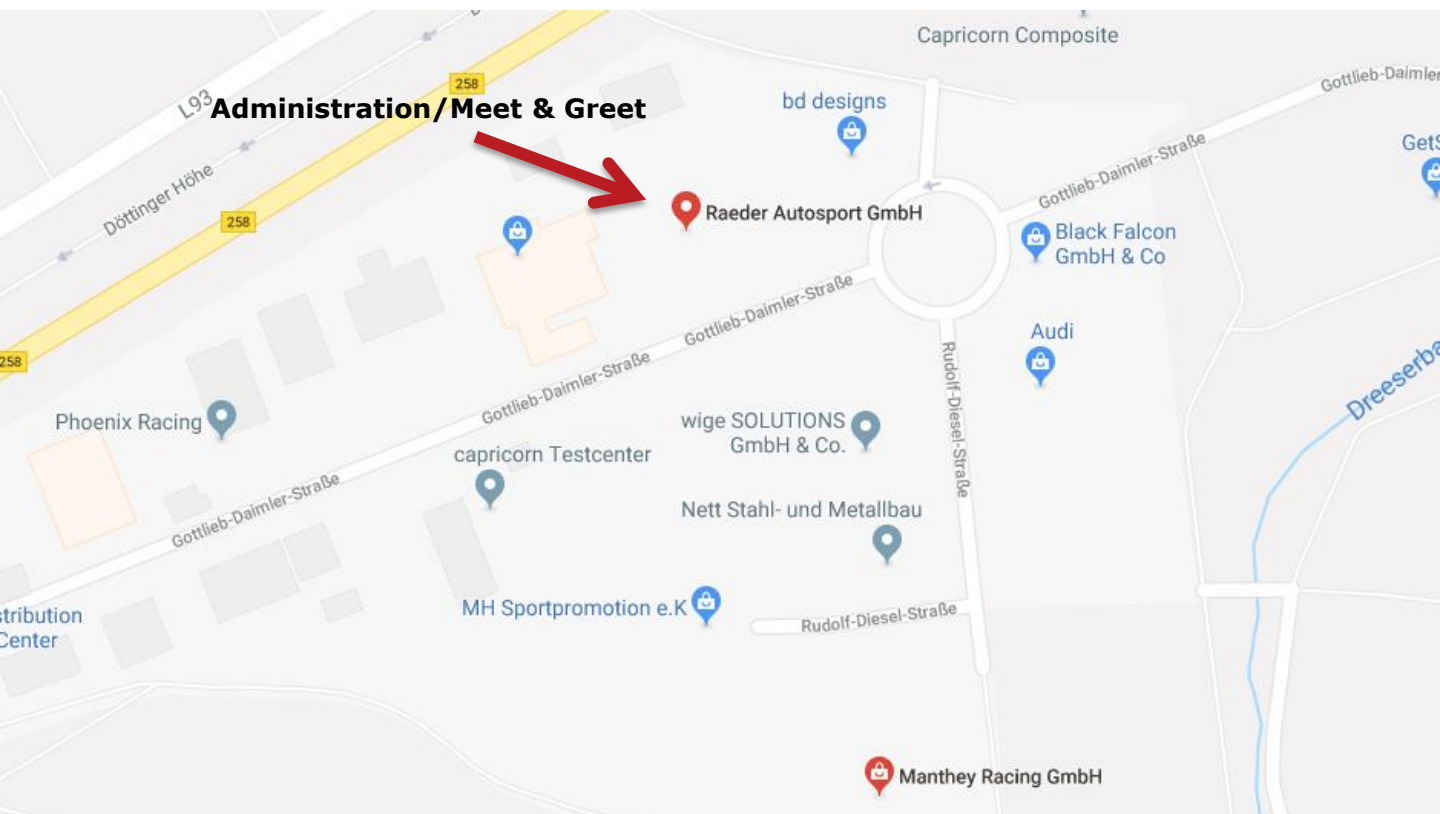 Capricorn Composite
258
L93
Administration/Meet & Greet
bd designs
Gottlieb-Daimler
Gottlieb-Daimler-Straße
Döttinger Höhe
258
Raeder Autosport GmbH
Black Falcon
GmbH & Co
Gottlieb-Daimler-Straße
Audi
258
Gottlieb-Daimler-Straße
Rudolf-Diesel-Straße
Phoenix Racing
wige SOLUTIONS
GmbH & Co.
capricorn Testcenter
Gottlieb-Daimler-Straße
Nett Stahl- und Metallbau
MH Sportpromotion e.K
Rudolf-Diesel-Straße
stribution
Center
Manthey Racing GmbH
Dreeserba
GetS